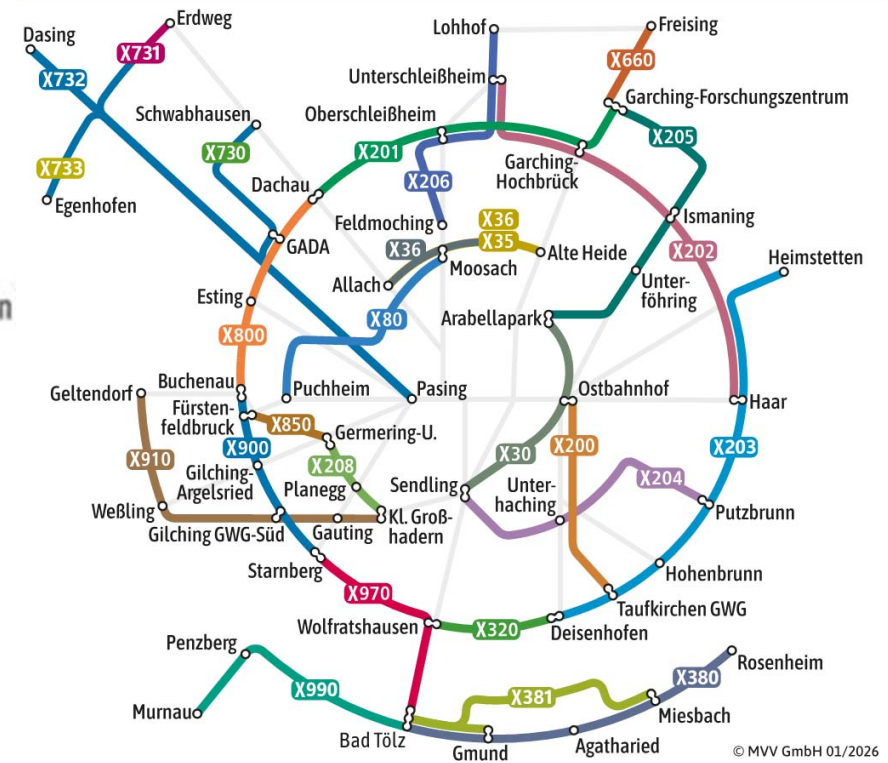 Erdweg
Dasing
X731
X732
Lohhof
Freising
X660
Unterschleißheim
Garching-Forschungszentrum
Schwabhausen
Oberschleißheim
X205
X730
X201
Garching-
Hochbrück
X733
Dachau
X206
Egenhofen
Ismaning
Feldmoching
X36
X36
X35
GADA
Alte Heide
X202
Heimstetten
Moosach
Allach
Unter-
föhring
Esting
X80
Arabellapark
X800
Buchenau
Puchheim
Pasing
Ostbahnhof
Geltendorf
Haar
Fürsten-
feldbruck
X850
Germering-U.
X900
X30
X200
X203
X910
X208
Gilching-
Argelsried
Planegg
Sendling
Unter-
haching
X204
Weßling
Gilching GWG-Süd
Gauting
Kl. Groß-
hadern
Putzbrunn
Starnberg
Hohenbrunn
X970
Taufkirchen GWG
Wolfratshausen
X320
Deisenhofen
Penzberg
Rosenheim
X380
X990
X381
Murnau
Miesbach
Bad Tölz
Gmund
Agatharied
© MVV GmbH 01/2026